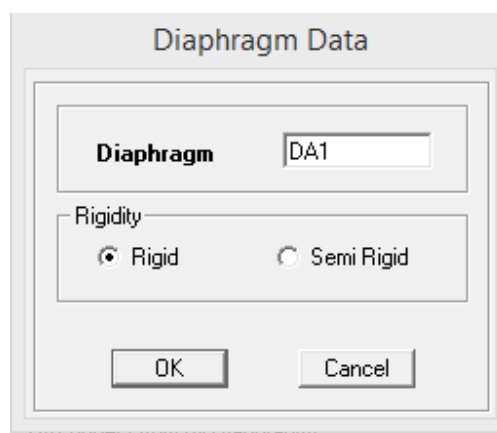 Diaphragm Data
Diaphragm DA1
Rigidity
Rigid Semi Rigid
OK Cancel